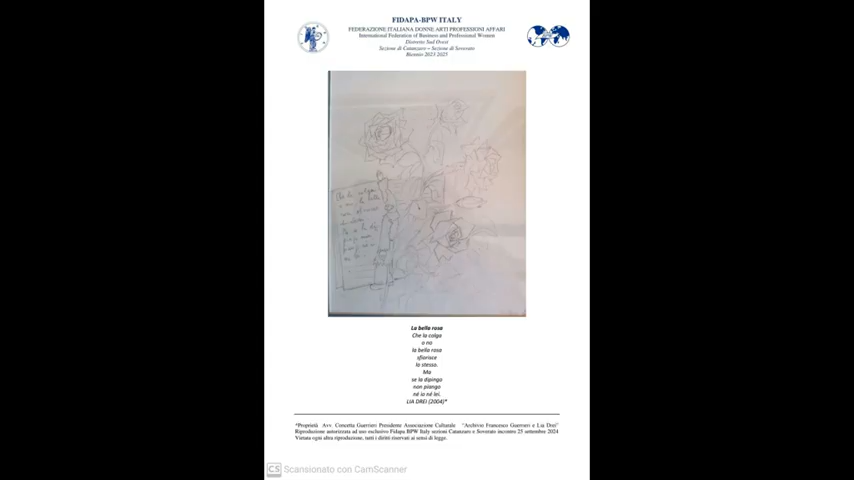 FIDAPA-BPW ITALY
FEDERAZIONE ITALIANA DONNE ARTI PROFESSIONI AFFARI
International Federation of Business and Professional Women
Distretto Sud Ovest
Sezione di Catanzaro – Sezione di Soverato
Biennio 2023/2025
La bella rosa
Che la colga
o no
la bella rosa
sfiorisce
lo stesso.
Ma
se la dipingo
non piango
né io né lei.
LIA DREI (2004)*
*Proprietà Avv. Concetta Guerrieri Presidente Associazione Culturale "Archivio Francesco Guerrieri e Lia Drei"
Riproduzione autorizzata ad uso esclusivo Fidapa BPW Italy sezioni Catanzaro e Soverato incontro 25 settembre 2024
Vietata ogni altra riproduzione, tutti i diritti riservati ai sensi di legge.
CS Scansionato con CamScanner